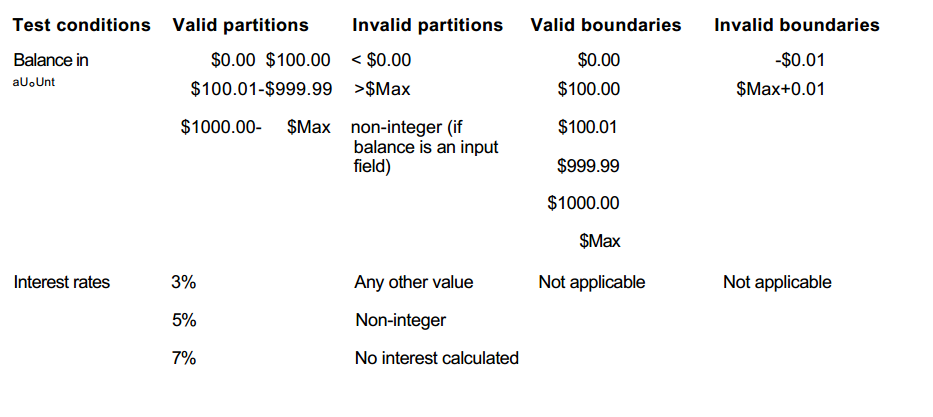 Test conditions Valid partitions Invalid partitions Valid boundaries Invalid boundaries
Balance in $0.00 $100.00 < $0.00 $0.00 -$0.01
aUoUnt $100.01-$999.99 >$Max $100.00 $Max+0.01
$1000.00- $Max non-integer (if $100.01
balance is an input
field) $999.99
$1000.00
$Max
Interest rates 3% Any other value Not applicable Not applicable
5% Non-integer
7% No interest calculated